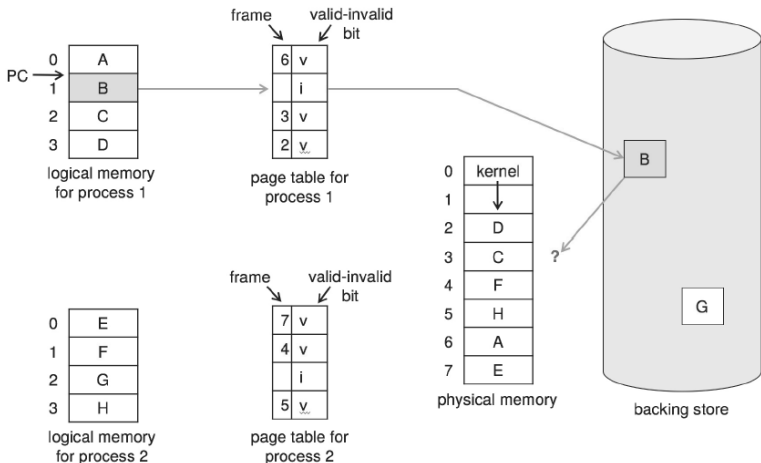 frame
valid-invalid
bit
0 A
PC
1 B
2 C
3 D
logical memory
for process 1
6 v
i
3 v
2 v
page table for
process 1
frame
valid-invalid
bit
0 E
1 F
2 G
3 H
logical memory
for process 2
7 v
4 v
i
5 v
page table for
process 2
0 kernel
1
2 D
3 C
4 F
5 H
6 A
7 E
physical memory
?
B
G
backing store